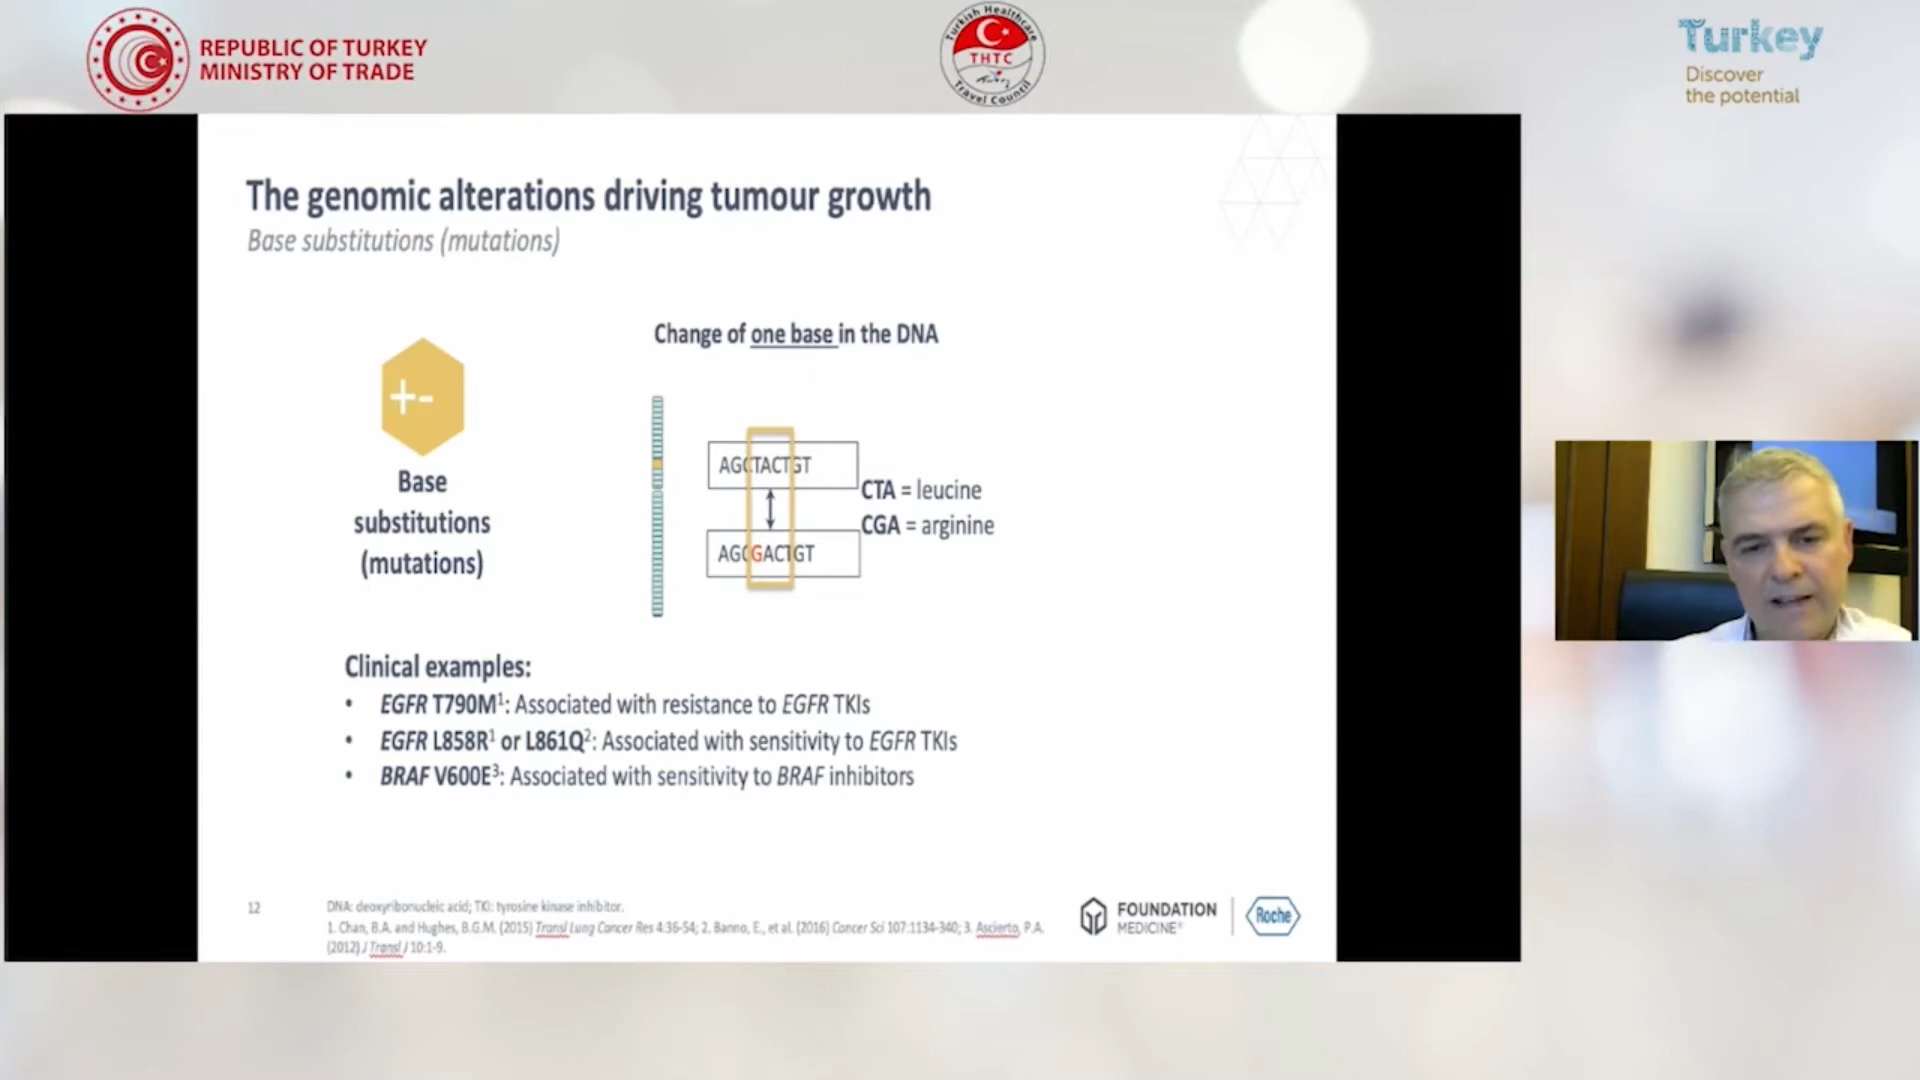 REPUBLIC OF TURKEY
MINISTRY OF TRADE
Turkish Healthcare
THTC
Travel Council
Turkey
Discover
the potential
The genomic alterations driving tumour growth
Base substitutions (mutations)
Change of one base in the DNA
+-
Base
substitutions
(mutations)
AGCTACTGT
CTA = leucine
CGA = arginine
AGCGACTGT
Clinical examples:
• EGFR T790M1: Associated with resistance to EGFR TKIs
• EGFR L858R1 or L861Q2: Associated with sensitivity to EGFR TKIs
• BRAF V600E3: Associated with sensitivity to BRAF inhibitors
12
DNA: deoxyribonucleic acid; TKI: tyrosine kinase inhibitor.
1. Chan, B.A. and Hughes, B.G.M. (2015) Transl Lung Cancer Res 4:36-54; 2. Banno, E., et al. (2016) Cancer Sci 107:1134-340; 3. Ascierto, P.A.
(2012) J Transl J 10:1-9.
FOUNDATION
MEDICINE®
Roche